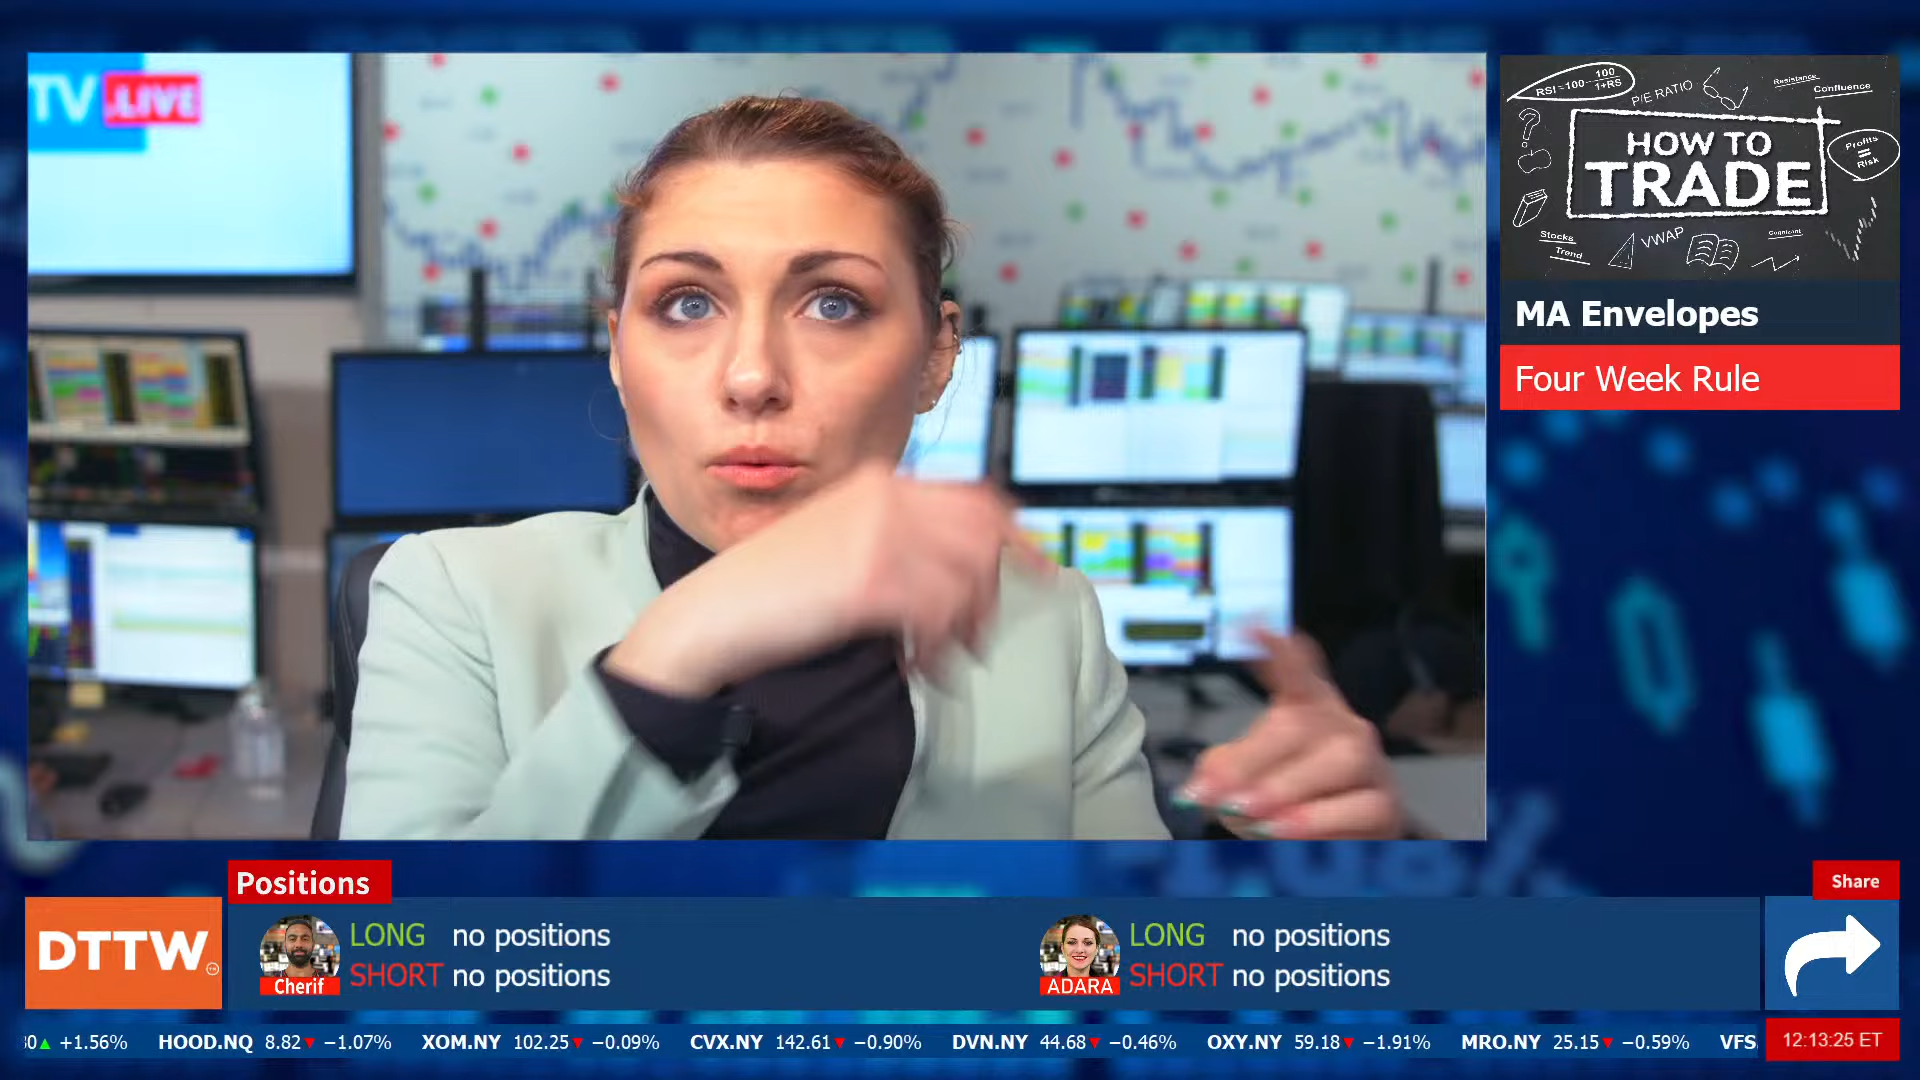 TV .LIVE
RSI=100- 100
1+RS
P/E RATIO
Resistance
Confluence
HOW TO
TRADE
Profits
=
Risk
Stocks
Trend
VWAP
MA Envelopes
Four Week Rule
Positions
Share
DTTW
LONG no positions
SHORT no positions
Cherif
LONG no positions
SHORT no positions
ADARA
0▲ +1.56% HOOD.NQ 8.82▼ −1.07% XOM.NY 102.25▼ −0.09% CVX.NY 142.61▼ −0.90% DVN.NY 44.68▼ −0.46% OXY.NY 59.18▼ −1.91% MRO.NY 25.15▼ −0.59% VFS
12:13:25 ET